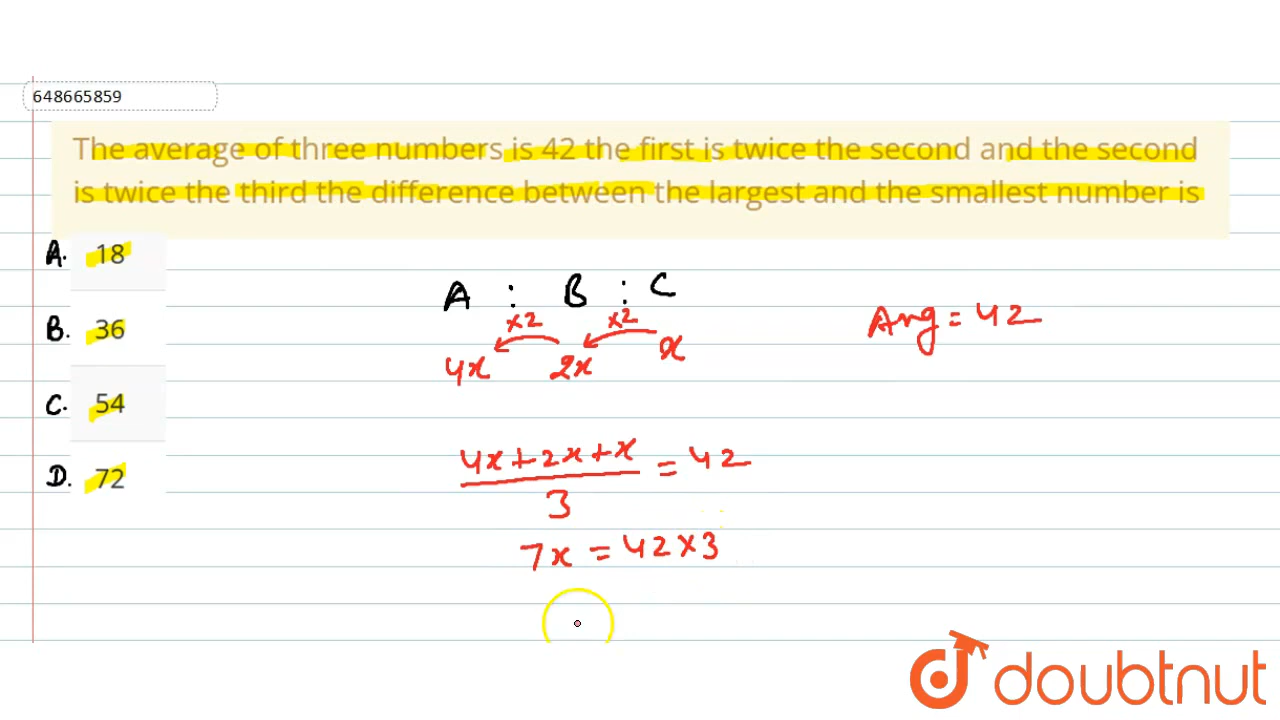 648665859
The average of three numbers is 42 the first is twice the second and the second
is twice the third the difference between the largest and the smallest number is
A. 18
B. 36
C. 54
D. 72
A : B : C
×2 ×2
4x 2x x
Avg = 42
4x+2x+x = 42
3
7x = 42×3
doubtnut